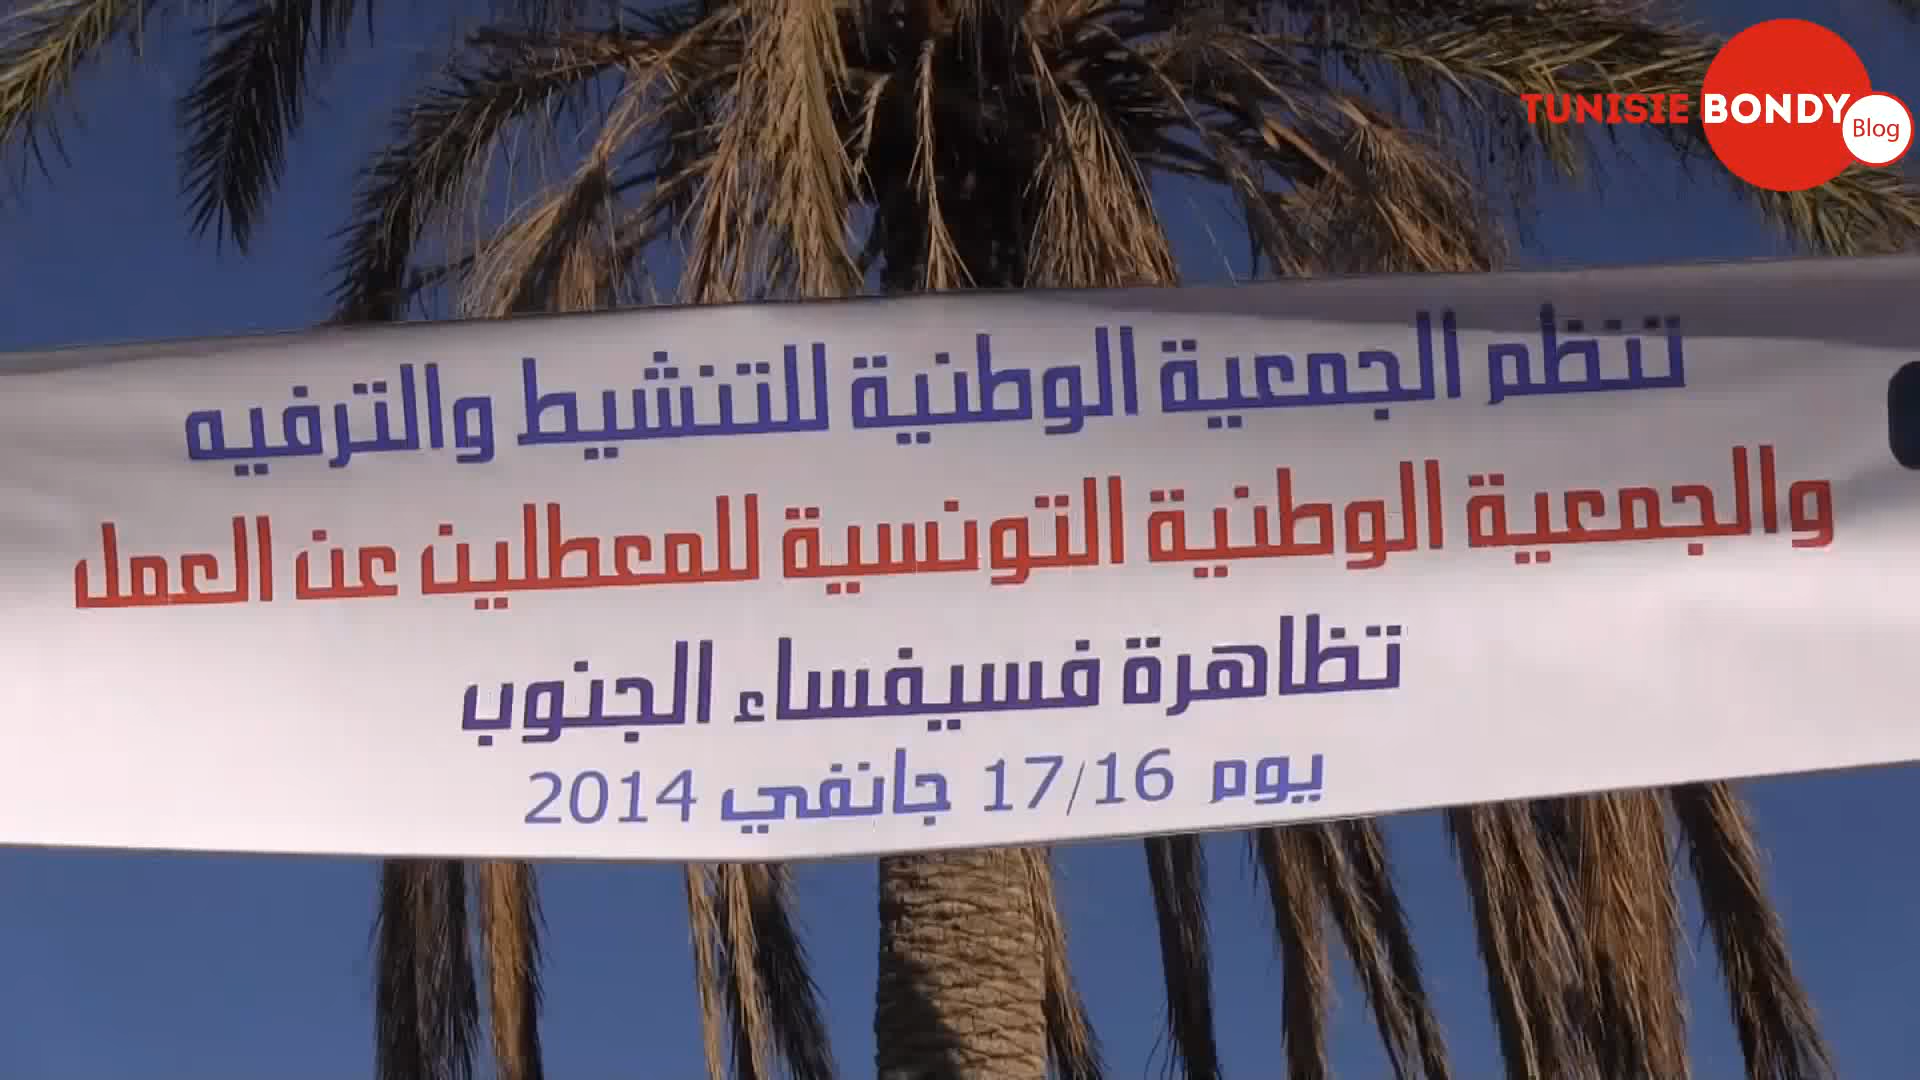 TUNISIE BONDY
Blog
تنظم الجمعية الوطنية للتنشيط والترفيه
والجمعية الوطنية التونسية للمعطلين عن العمل
تظاهرة فسيفساء الجنوب
يوم 17/16 جانفي 2014